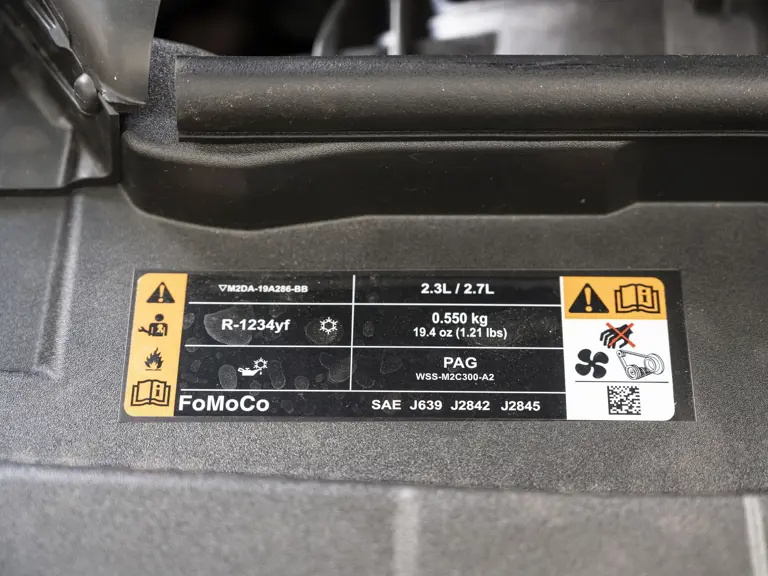 ▽M2DA-19A286-BB
2.3L / 2.7L
R-1234yf
0.550 kg
19.4 oz (1.21 lbs)
PAG
WSS-M2C300-A2
FoMoCo
SAE J639 J2842 J2845